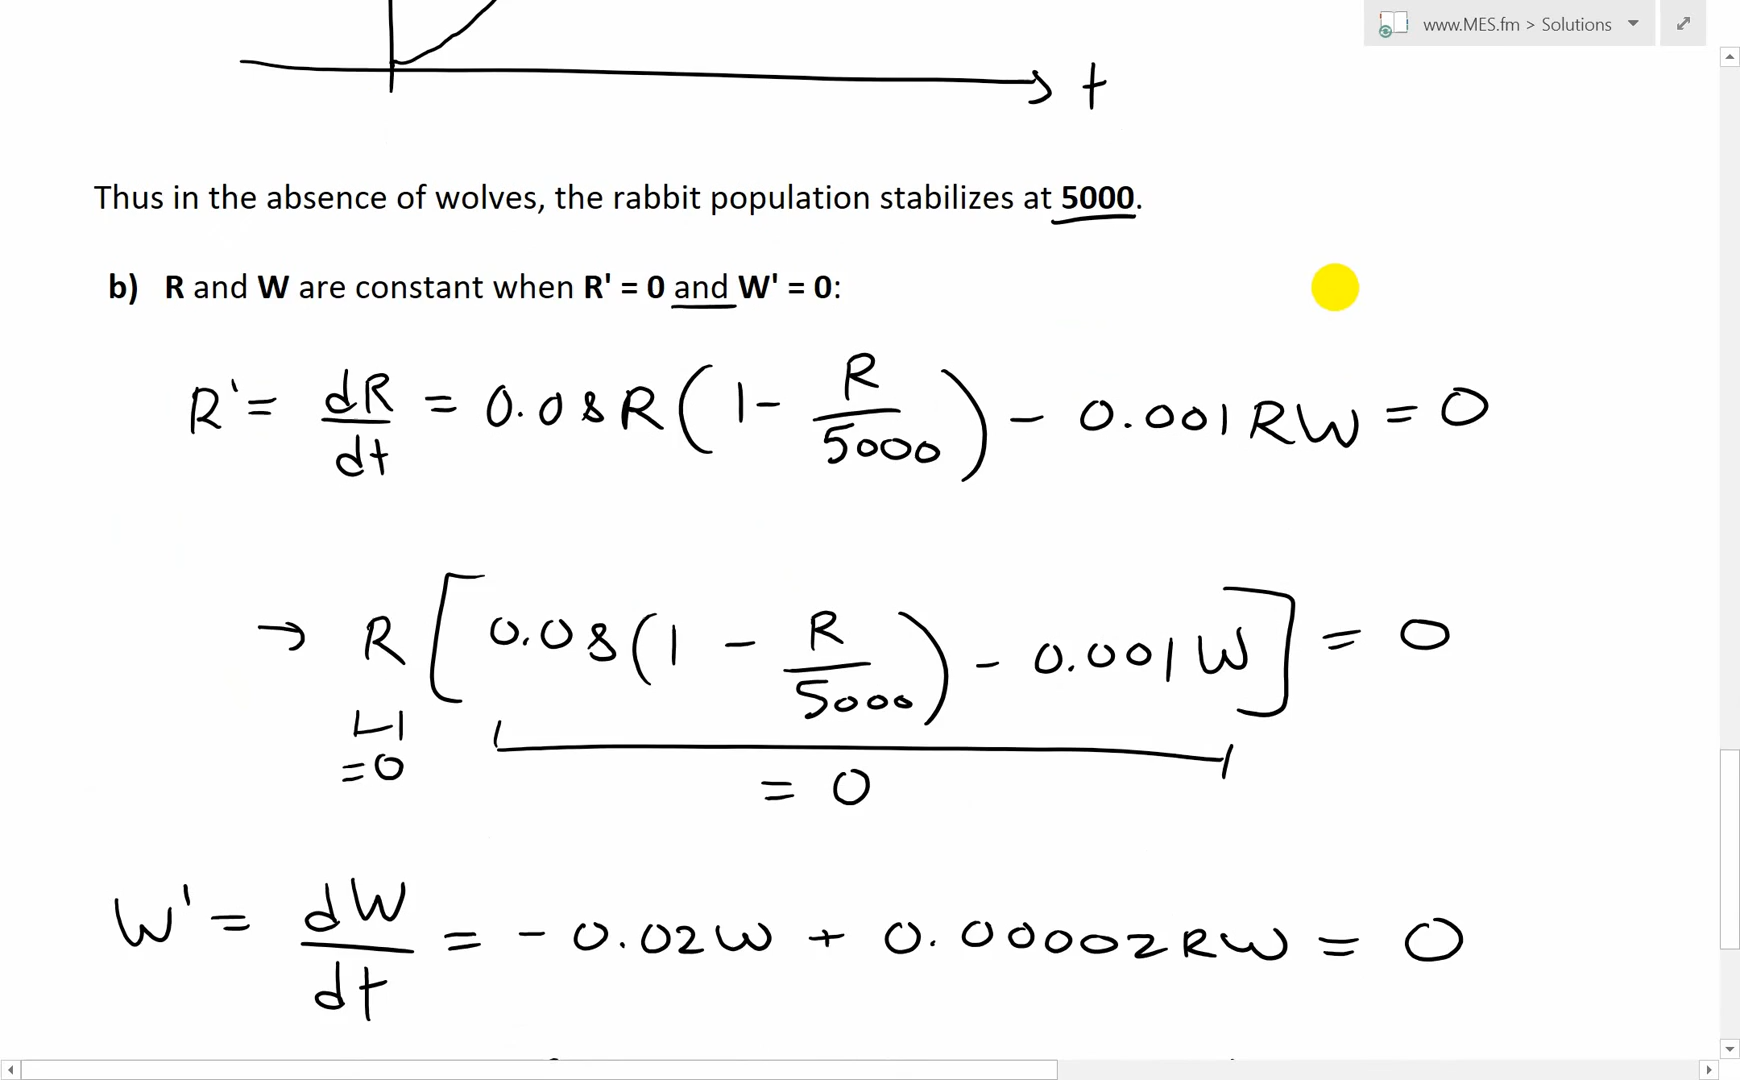 www.MES.fm > Solutions
t
Thus in the absence of wolves, the rabbit population stabilizes at 5000.
b) R and W are constant when R' = 0 and W' = 0:
R' = dR/dt = 0.08R(1 - R/5000) - 0.001RW = 0
→ R[0.08(1 - R/5000) - 0.001W] = 0
=0
= 0
W' = dW/dt = -0.02W + 0.00002RW = 0